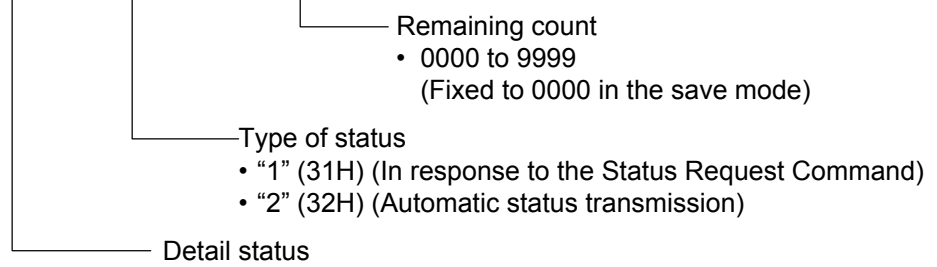 Remaining count
• 0000 to 9999
(Fixed to 0000 in the save mode)
Type of status
• “1” (31H) (In response to the Status Request Command)
• “2” (32H) (Automatic status transmission)
Detail status